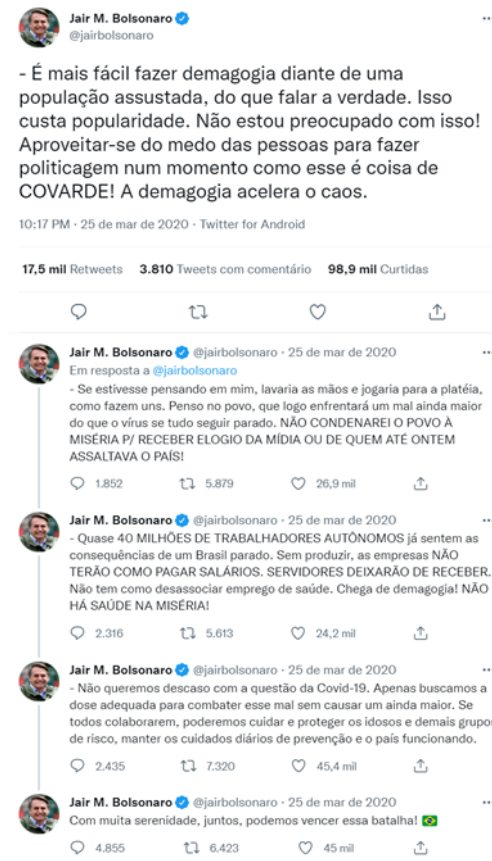 Jair M. Bolsonaro
@jairbolsonaro
- É mais fácil fazer demagogia diante de uma
população assustada, do que falar a verdade. Isso
custa popularidade. Não estou preocupado com isso!
Aproveitar-se do medo das pessoas para fazer
politicagem num momento como esse é coisa de
COVARDE! A demagogia acelera o caos.
10:17 PM · 25 de mar de 2020 · Twitter for Android
17,5 mil Retweets 3.810 Tweets com comentário 98,9 mil Curtidas
Jair M. Bolsonaro @jairbolsonaro · 25 de mar de 2020
Em resposta a @jairbolsonaro
- Se estivesse pensando em mim, lavaria as mãos e jogaria para a platéia,
como fazem uns. Penso no povo, que logo enfrentará um mal ainda maior
do que o vírus se tudo seguir parado. NÃO CONDENAREI O POVO À
MISÉRIA P/ RECEBER ELOGIO DA MÍDIA OU DE QUEM ATÉ ONTEM
ASSALTAVA O PAÍS!
1.852 5.879 26,9 mil
Jair M. Bolsonaro @jairbolsonaro · 25 de mar de 2020
- Quase 40 MILHÕES DE TRABALHADORES AUTÔNOMOS já sentem as
consequências de um Brasil parado. Sem produzir, as empresas NÃO
TERÃO COMO PAGAR SALÁRIOS. SERVIDORES DEIXARÃO DE RECEBER.
Não tem como desassociar emprego de saúde. Chega de demagogia! NÃO
HÁ SAÚDE NA MISÉRIA!
2.316 5.613 24,2 mil
Jair M. Bolsonaro @jairbolsonaro · 25 de mar de 2020
- Não queremos descaso com a questão da Covid-19. Apenas buscamos a
dose adequada para combater esse mal sem causar um ainda maior. Se
todos colaborarem, poderemos cuidar e proteger os idosos e demais grupos
de risco, manter os cuidados diários de prevenção e o país funcionando.
2.435 7.320 45,4 mil
Jair M. Bolsonaro @jairbolsonaro · 25 de mar de 2020
Com muita serenidade, juntos, podemos vencer essa batalha! 🇧🇷
4.855 6.423 45 mil